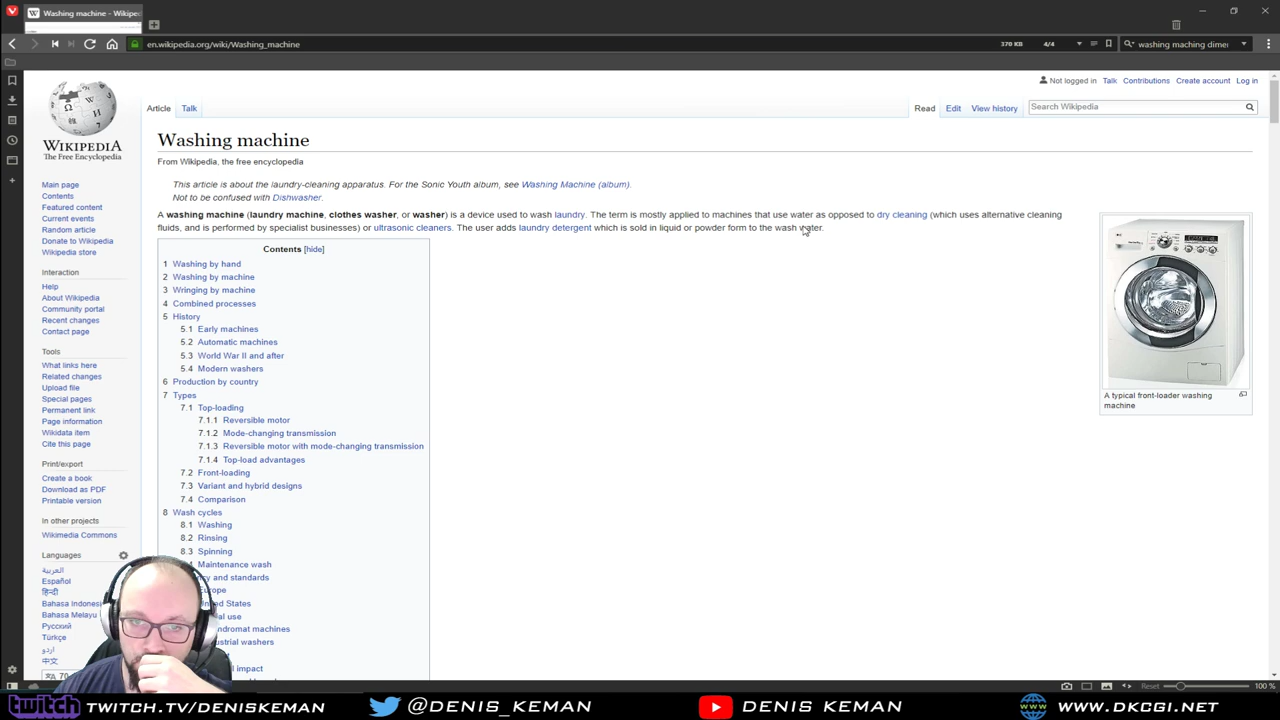 Washing machine - Wikipe
en.wikipedia.org/wiki/Washing_machine
370 KB
4/4
washing maching dime
Not logged in
Talk
Contributions
Create account
Log in
Article
Talk
Read
Edit
View history
Search Wikipedia
WIKIPEDIA
The Free Encyclopedia
Main page
Contents
Featured content
Current events
Random article
Donate to Wikipedia
Wikipedia store
Interaction
Help
About Wikipedia
Community portal
Recent changes
Contact page
Tools
What links here
Related changes
Upload file
Special pages
Permanent link
Page information
Wikidata item
Cite this page
Print/export
Create a book
Download as PDF
Printable version
In other projects
Wikimedia Commons
Languages
العربية
Español
हिन्दी
Bahasa Indonesi
Bahasa Melayu
Русский
Türkçe
اردو
中文
70
Washing machine
From Wikipedia, the free encyclopedia
This article is about the laundry-cleaning apparatus. For the Sonic Youth album, see Washing Machine (album).
Not to be confused with Dishwasher.
A washing machine (laundry machine, clothes washer, or washer) is a device used to wash laundry. The term is mostly applied to machines that use water as opposed to dry cleaning (which uses alternative cleaning
fluids, and is performed by specialist businesses) or ultrasonic cleaners. The user adds laundry detergent which is sold in liquid or powder form to the wash water.
Contents [hide]
1 Washing by hand
2 Washing by machine
3 Wringing by machine
4 Combined processes
5 History
5.1 Early machines
5.2 Automatic machines
5.3 World War II and after
5.4 Modern washers
6 Production by country
7 Types
7.1 Top-loading
7.1.1 Reversible motor
7.1.2 Mode-changing transmission
7.1.3 Reversible motor with mode-changing transmission
7.1.4 Top-load advantages
7.2 Front-loading
7.3 Variant and hybrid designs
7.4 Comparison
8 Wash cycles
8.1 Washing
8.2 Rinsing
8.3 Spinning
Maintenance wash
cy and standards
urope
nited States
al use
undromat machines
ustrial washers
l impact
A typical front-loader washing
machine
Reset
100 %
twitch TWITCH.TV/DENISKEMAN
@DENIS_KEMAN
DENIS KEMAN
WWW.DKCGI.NET